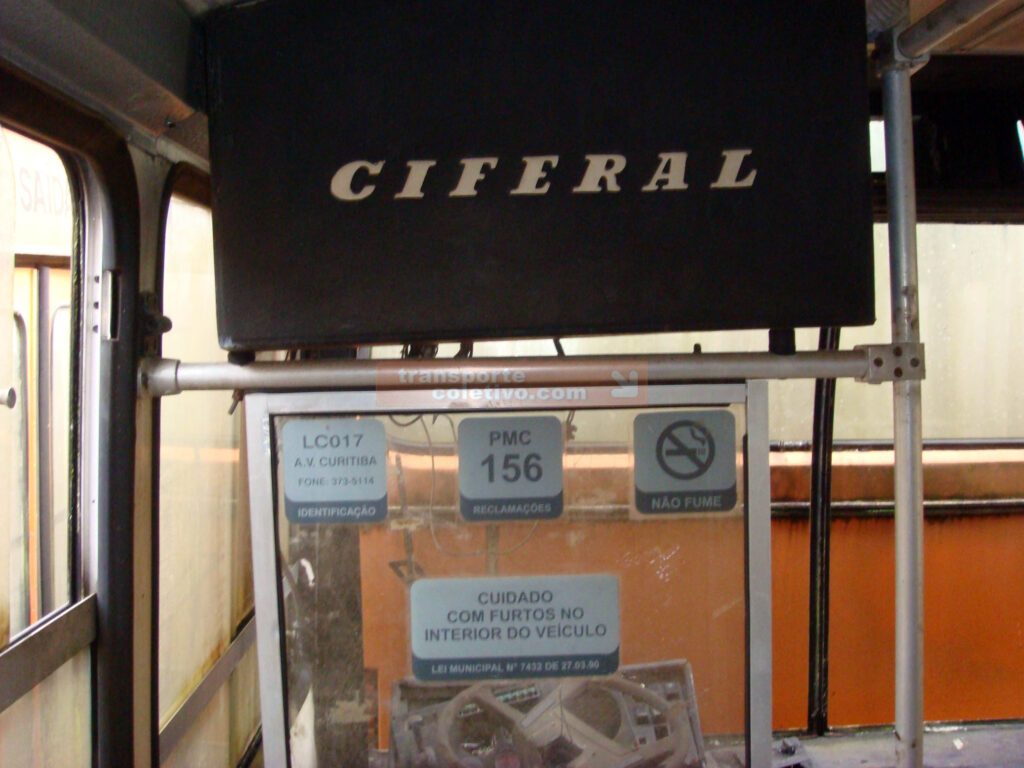 CIFERAL
transporte
coletivo.com
LC017
A.V. CURITIBA
FONE: 373-5114
IDENTIFICAÇÃO
PMC
156
RECLAMAÇÕES
NÃO FUME
CUIDADO
COM FURTOS NO
INTERIOR DO VEÍCULO
LEI MUNICIPAL Nº 7432 DE 27.03.90